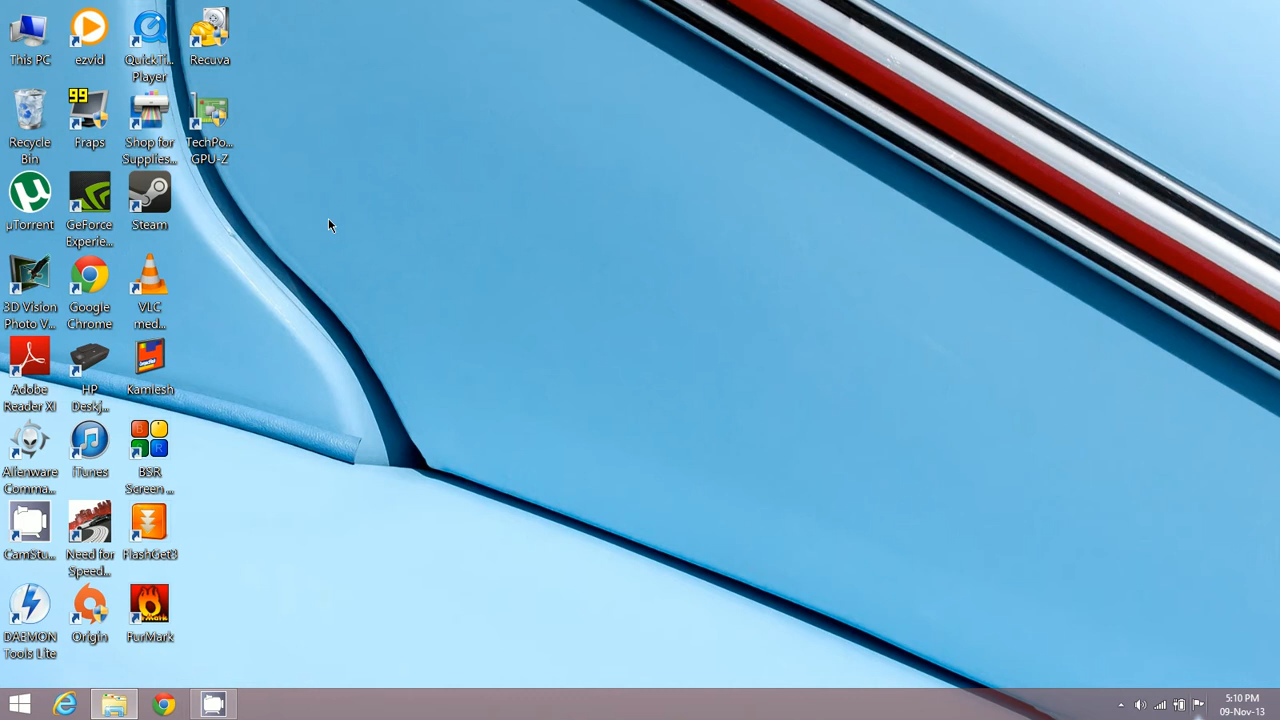 This PC
ezvid
QuickTi...
Player
Recuva
Recycle
Bin
99
Fraps
Shop for
Supplies...
TechPo...
GPU-Z
µTorrent
GeForce
Experie...
Steam
3D Vision
Photo V...
Google
Chrome
VLC
med...
Adobe
Reader XI
HP
Deskj...
Kamlesh
Alienware
Comma...
iTunes
BSR
Screen ...
CamStu...
Need for
Speed...
FlashGet3
DAEMON
Tools Lite
Origin
FurMark
5:10 PM
09-Nov-13